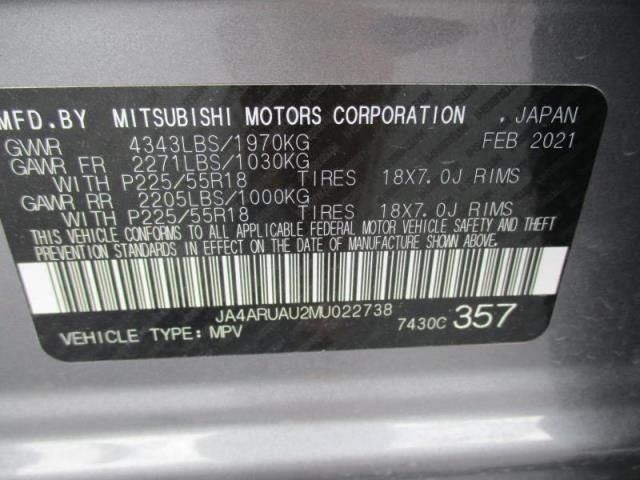 MFD.BY MITSUBISHI MOTORS CORPORATION , JAPAN
GVWR 4343LBS/1970KG FEB 2021
GAWR FR 2271LBS/1030KG
WITH P225/55R18 TIRES 18X7.0J RIMS
GAWR RR 2205LBS/1000KG
WITH P225/55R18 TIRES 18X7.0J RIMS
THIS VEHICLE CONFORMS TO ALL APPLICABLE FEDERAL MOTOR VEHICLE SAFETY AND THEFT
PREVENTION STANDARDS IN EFFECT ON THE DATE OF MANUFACTURE SHOWN ABOVE.
JA4ARUAU2MU022738
VEHICLE TYPE: MPV 7430C 357